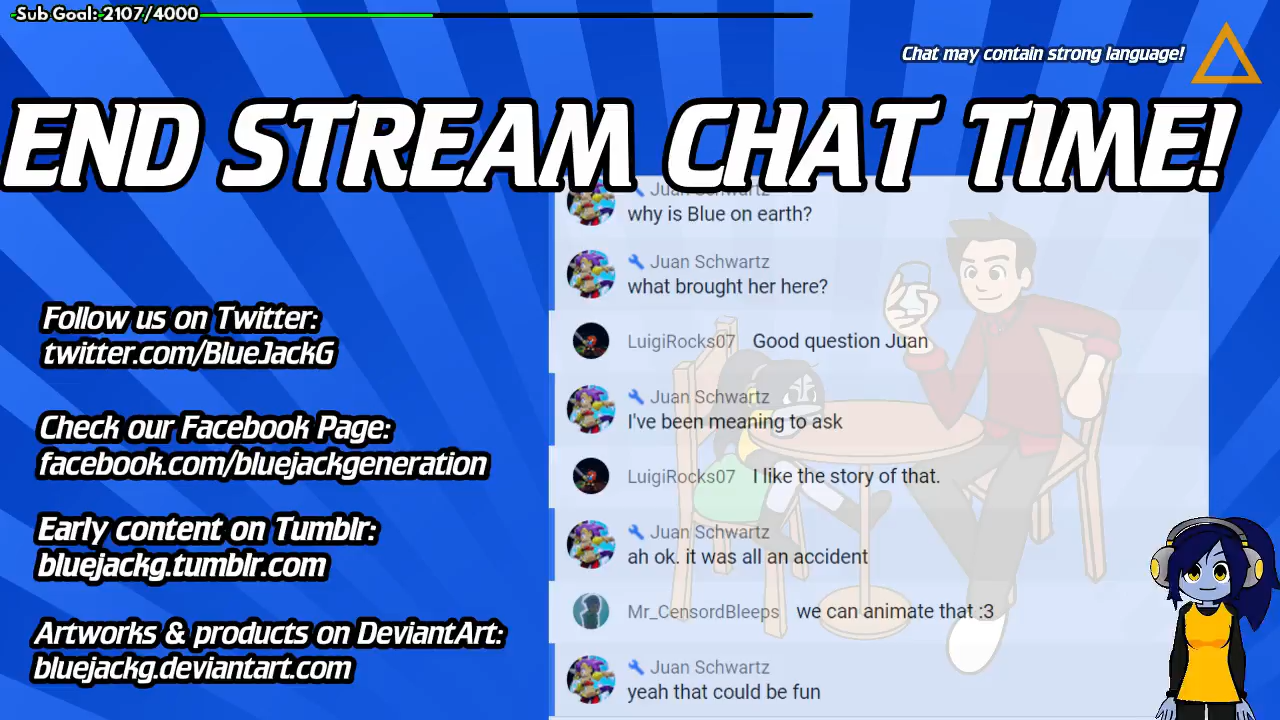 Sub Goal: 2107/4000
Chat may contain strong language!
END STREAM CHAT TIME!
Juan Schwartz
why is Blue on earth?
Juan Schwartz
what brought her here?
LuigiRocks07 Good question Juan
Juan Schwartz
I've been meaning to ask
LuigiRocks07 I like the story of that.
Juan Schwartz
ah ok. it was all an accident
Mr_CensordBleeps we can animate that :3
Juan Schwartz
yeah that could be fun
Follow us on Twitter:
twitter.com/BlueJackG
Check our Facebook Page:
facebook.com/bluejackgeneration
Early content on Tumblr:
bluejackg.tumblr.com
Artworks & products on DeviantArt:
bluejackg.deviantart.com